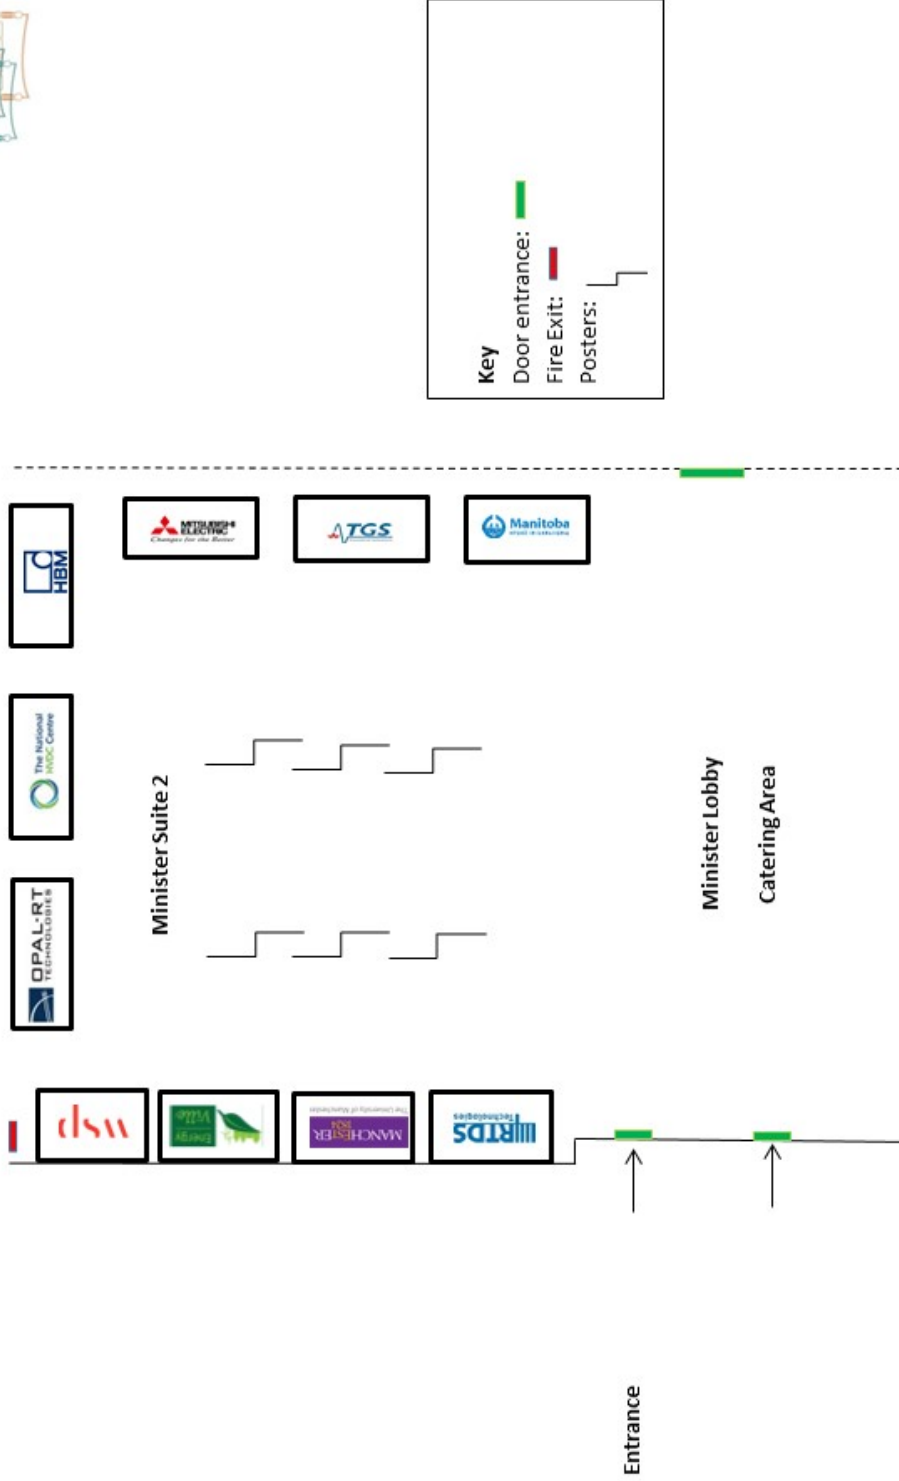 Key
Door entrance:
Fire Exit:
Posters:
HBM
The National
HVDC Centre
OPAL-RT
TECHNOLOGIES
MITSUBISHI
ELECTRIC
Changes for the Better
TGS
Manitoba
Minister Suite 2
wsp
Energy
Ville
MANCHESTER
1824
The University of Manchester
RTDS
Technologies
Minister Lobby
Catering Area
Entrance